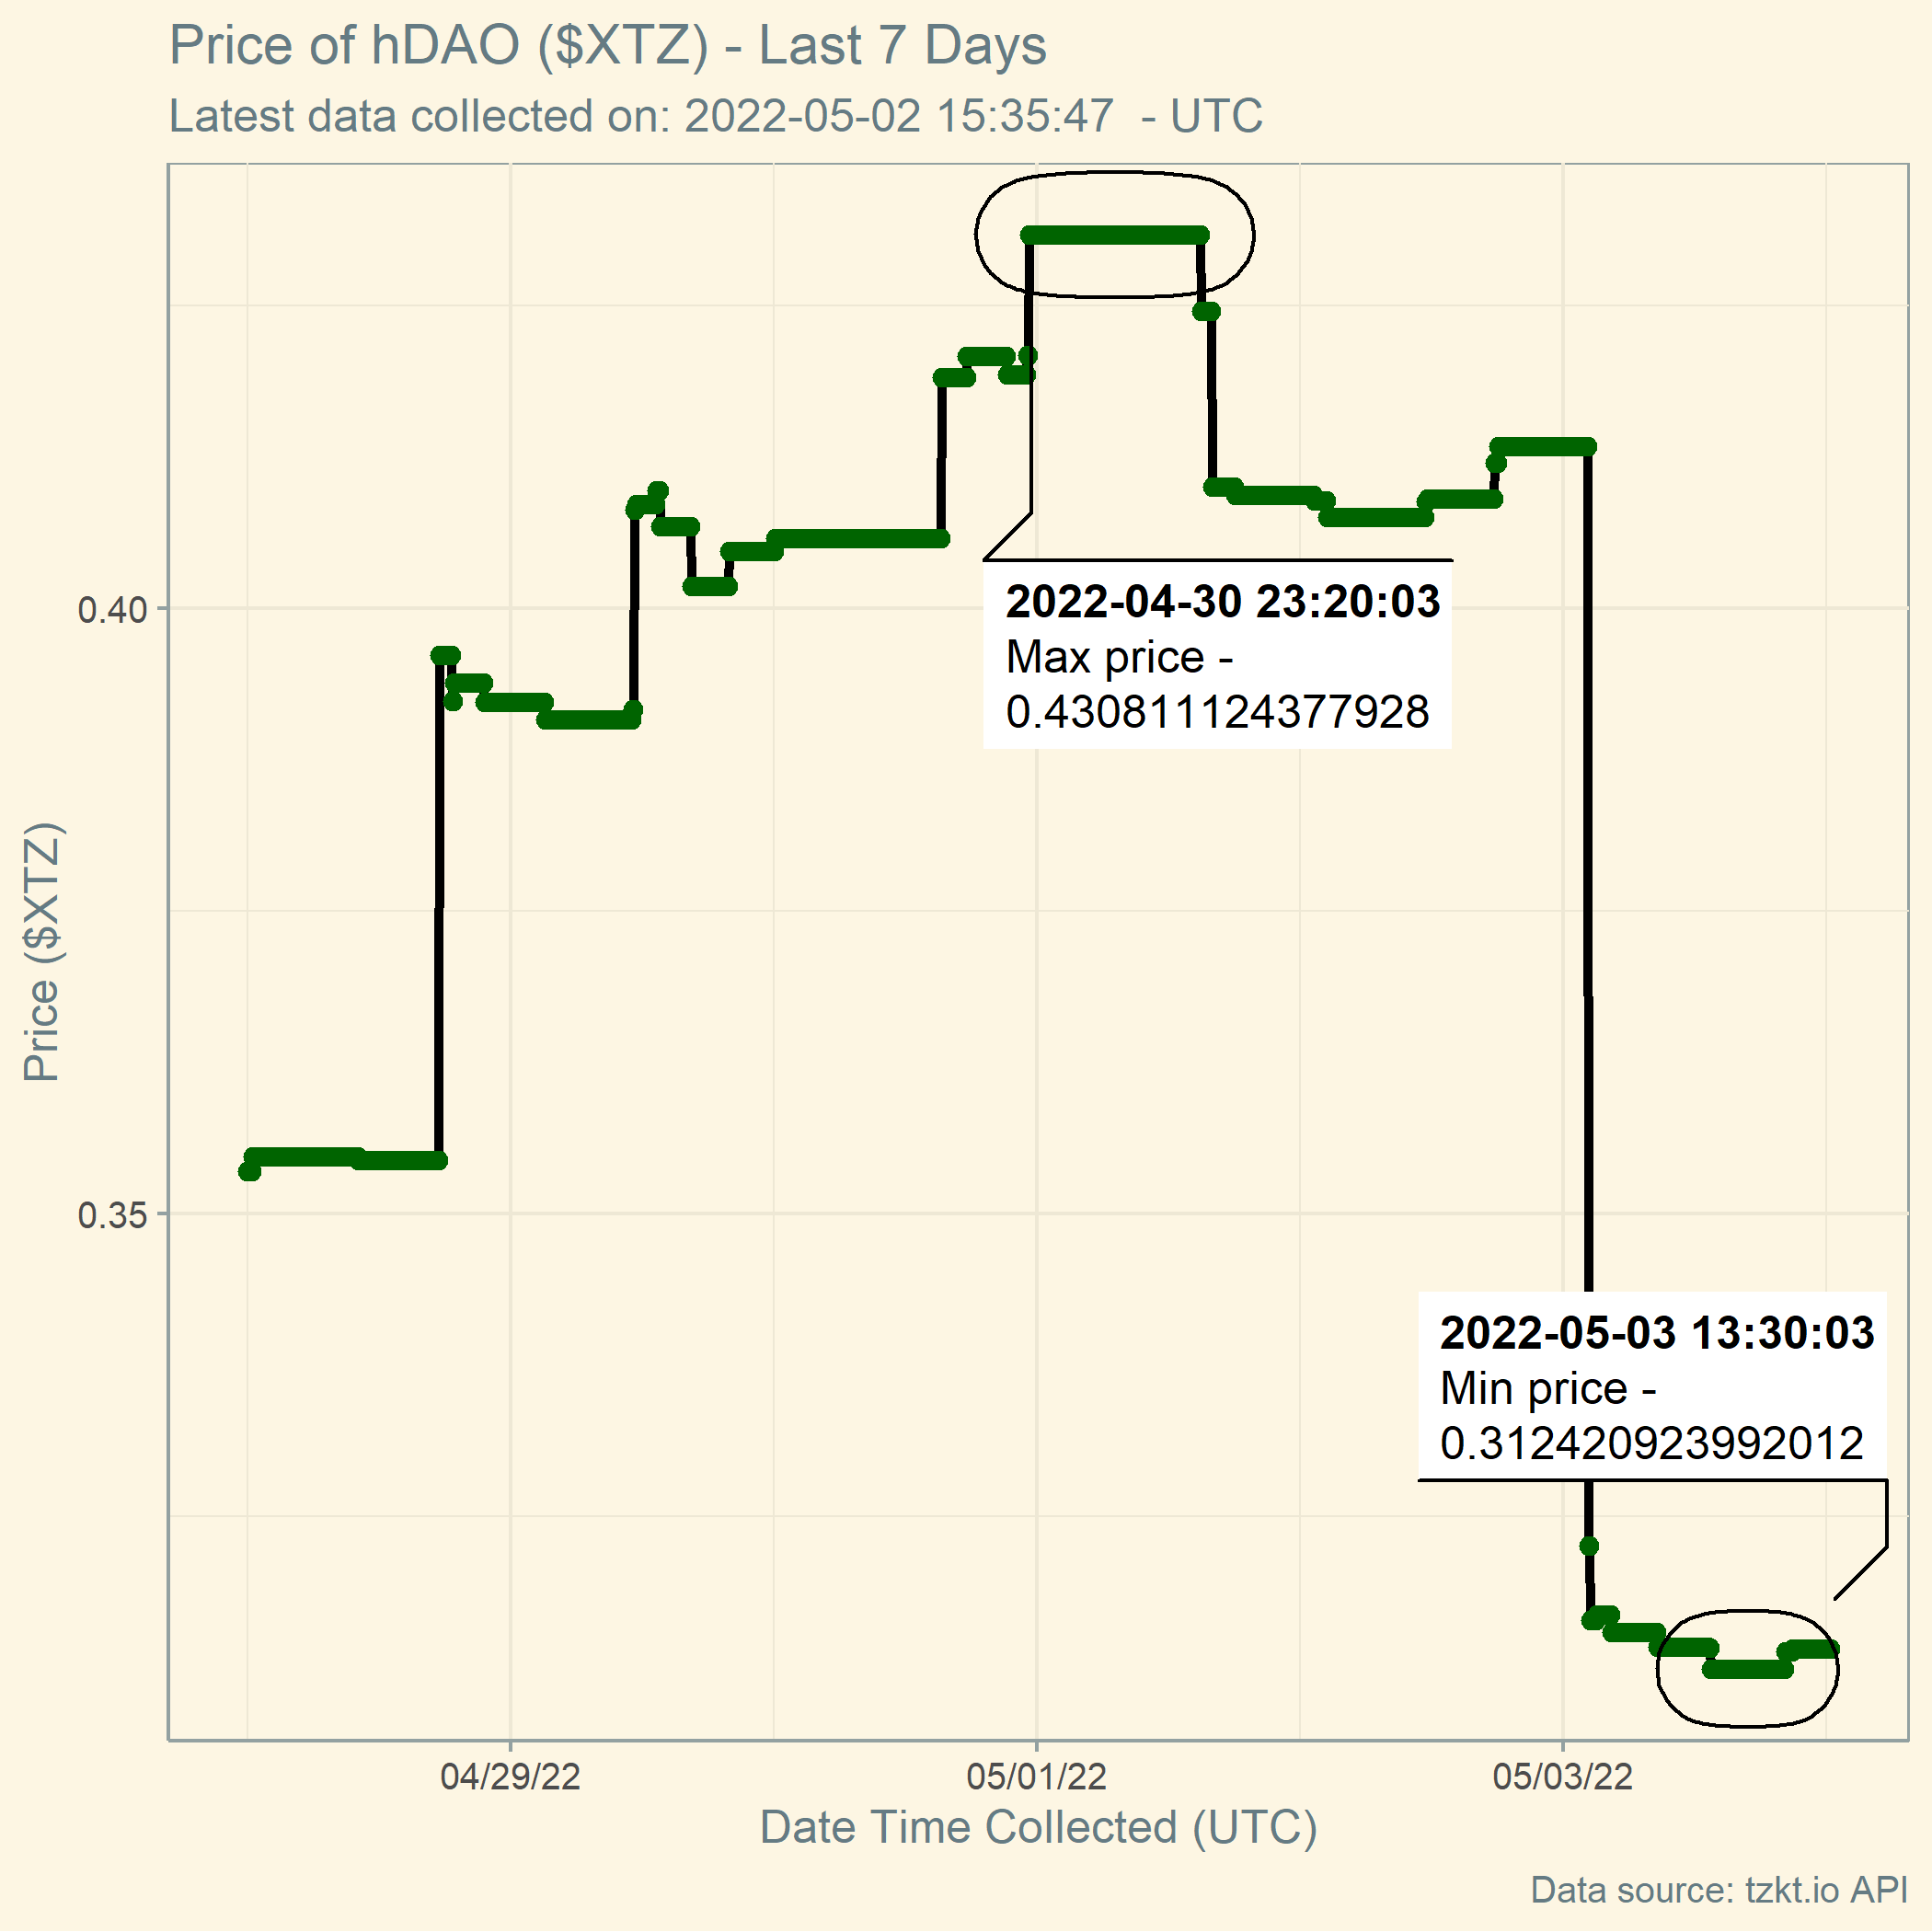 Price of hDAO ($XTZ) - Last 7 Days
Latest data collected on: 2022-05-02 15:35:47  - UTC
Price ($XTZ)
0.40
0.35
2022-04-30 23:20:03
Max price -
0.430811124377928
2022-05-03 13:30:03
Min price -
0.312420923992012
04/29/22
05/01/22
05/03/22
Date Time Collected (UTC)
Data source: tzkt.io API